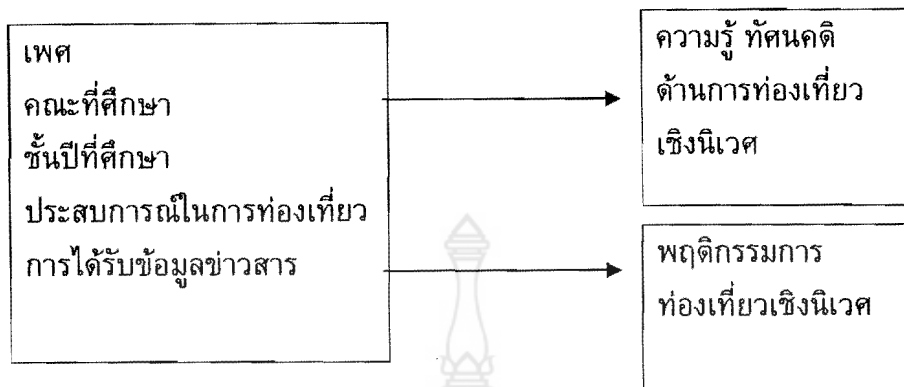 เพศ
คณะที่ศึกษา
ชั้นปีที่ศึกษา
ประสบการณ์ในการท่องเที่ยว
การได้รับข้อมูลข่าวสาร
ความรู้ ทัศนคติ
ด้านการท่องเที่ยว
เชิงนิเวศ
พฤติกรรมการ
ท่องเที่ยวเชิงนิเวศ